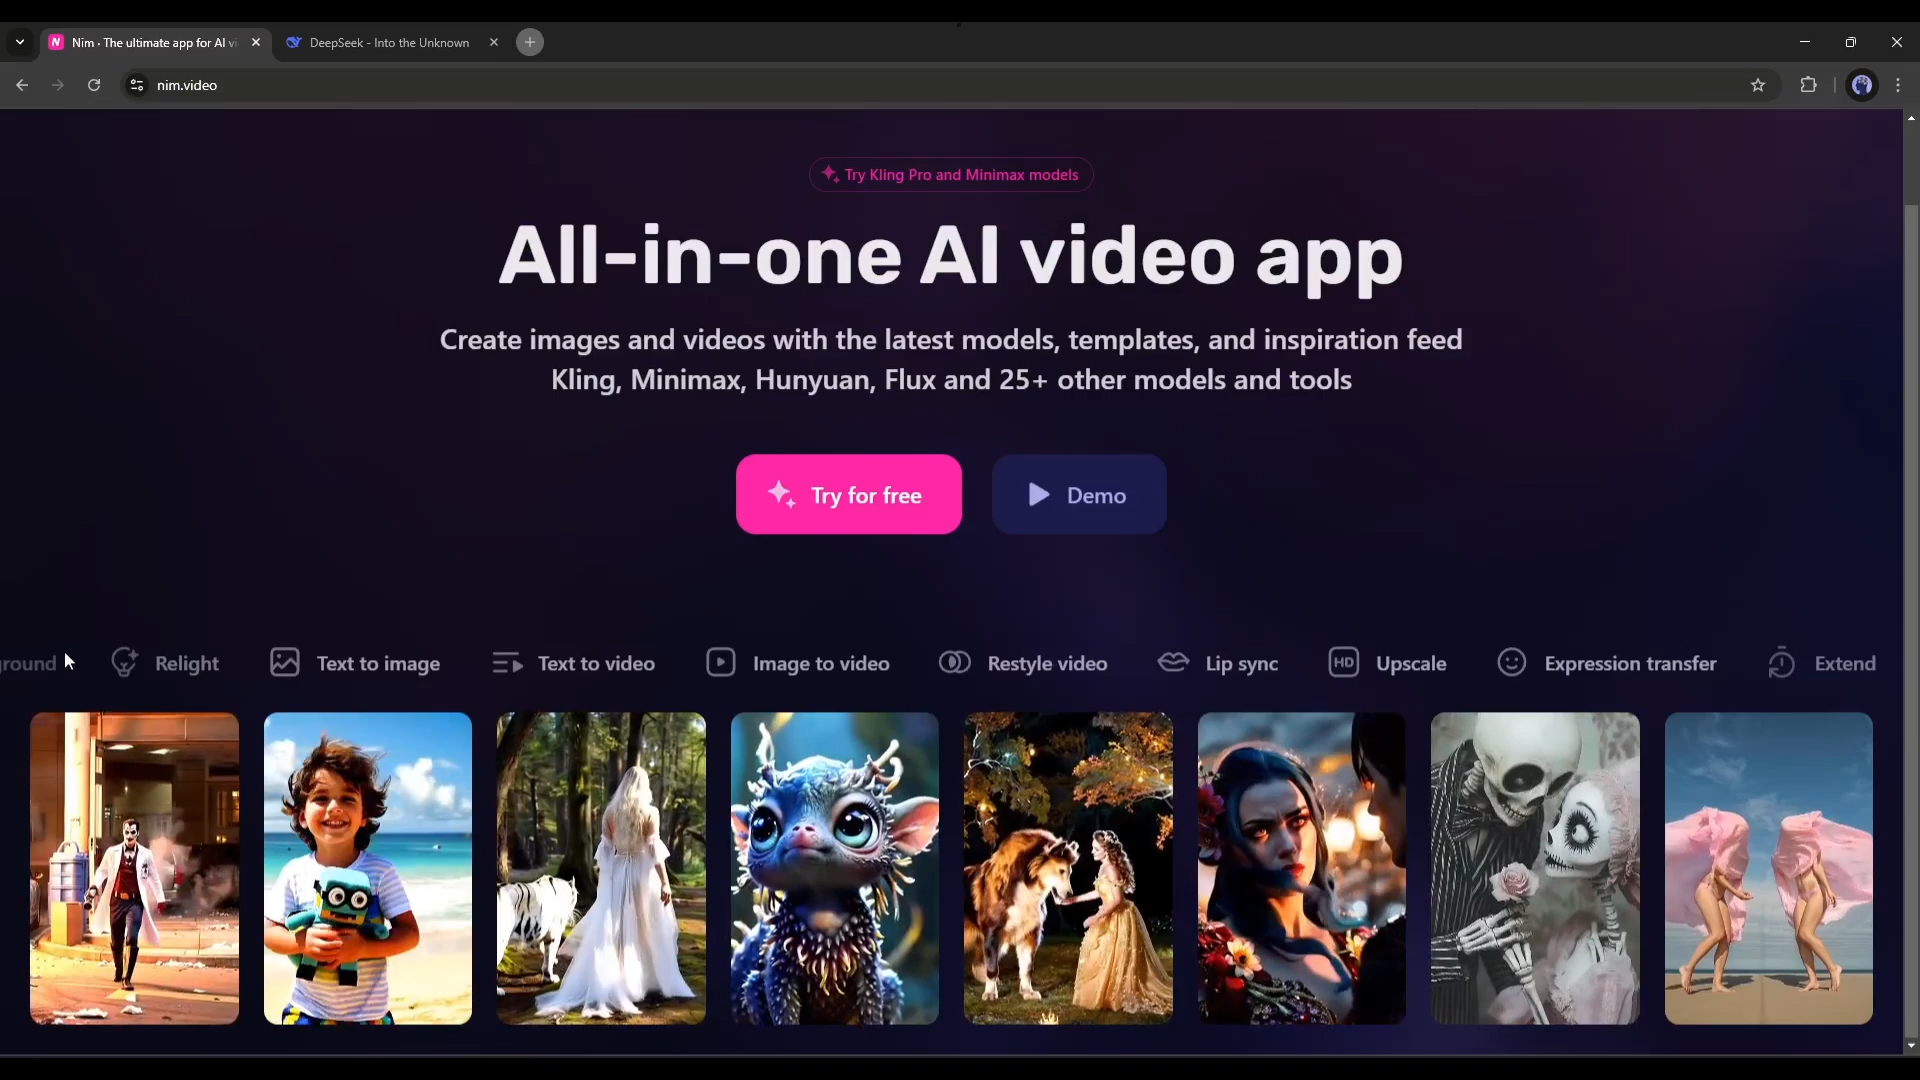 Nim · The ultimate app for AI vi
DeepSeek - Into the Unknown
nim.video
Try Kling Pro and Minimax models
All-in-one AI video app
Create images and videos with the latest models, templates, and inspiration feed
Kling, Minimax, Hunyuan, Flux and 25+ other models and tools
Try for free
Demo
ground
Relight
Text to image
Text to video
Image to video
Restyle video
Lip sync
HD
Upscale
Expression transfer
Extend